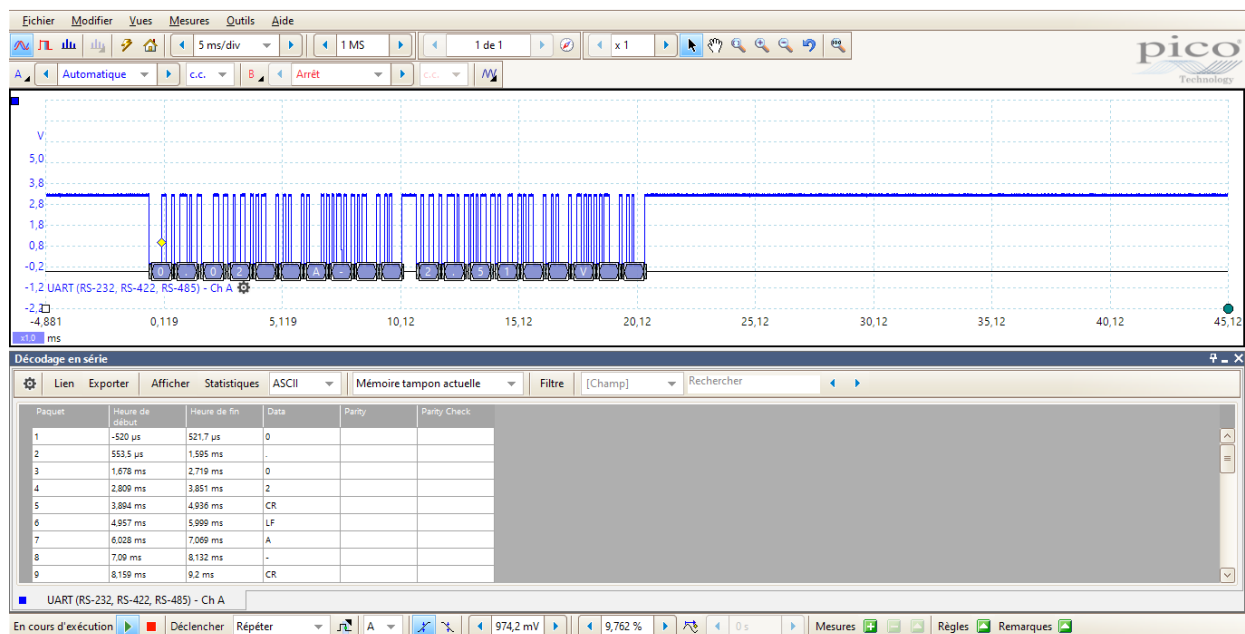 Fichier Modifier Vues Mesures Outils Aide
5 ms/div 1 MS 1 de 1 x 1
pico
Technology
A Automatique c.c. B Arrêt c.c.
V
5,0
3,8
2,8
1,8
0,8
-0,2
0 . 0 2 A - 2 . 5 1 V
-1,2 UART (RS-232, RS-422, RS-485) - Ch A
-2,2
-4,881 0,119 5,119 10,12 15,12 20,12 25,12 30,12 35,12 40,12 45,12
x1,0 ms
Décodage en série
Lien Exporter Afficher Statistiques ASCII Mémoire tampon actuelle Filtre [Champ] Rechercher
Paquet Heure de début Heure de fin Data Parity Parity Check
1 -520 µs 521,7 µs 0
2 553,5 µs 1,595 ms .
3 1,678 ms 2,719 ms 0
4 2,809 ms 3,851 ms 2
5 3,894 ms 4,936 ms CR
6 4,957 ms 5,999 ms LF
7 6,028 ms 7,069 ms A
8 7,09 ms 8,132 ms -
9 8,159 ms 9,2 ms CR
UART (RS-232, RS-422, RS-485) - Ch A
En cours d'exécution Déclencher Répéter A 974,2 mV 9,762 % 0 s Mesures Règles Remarques